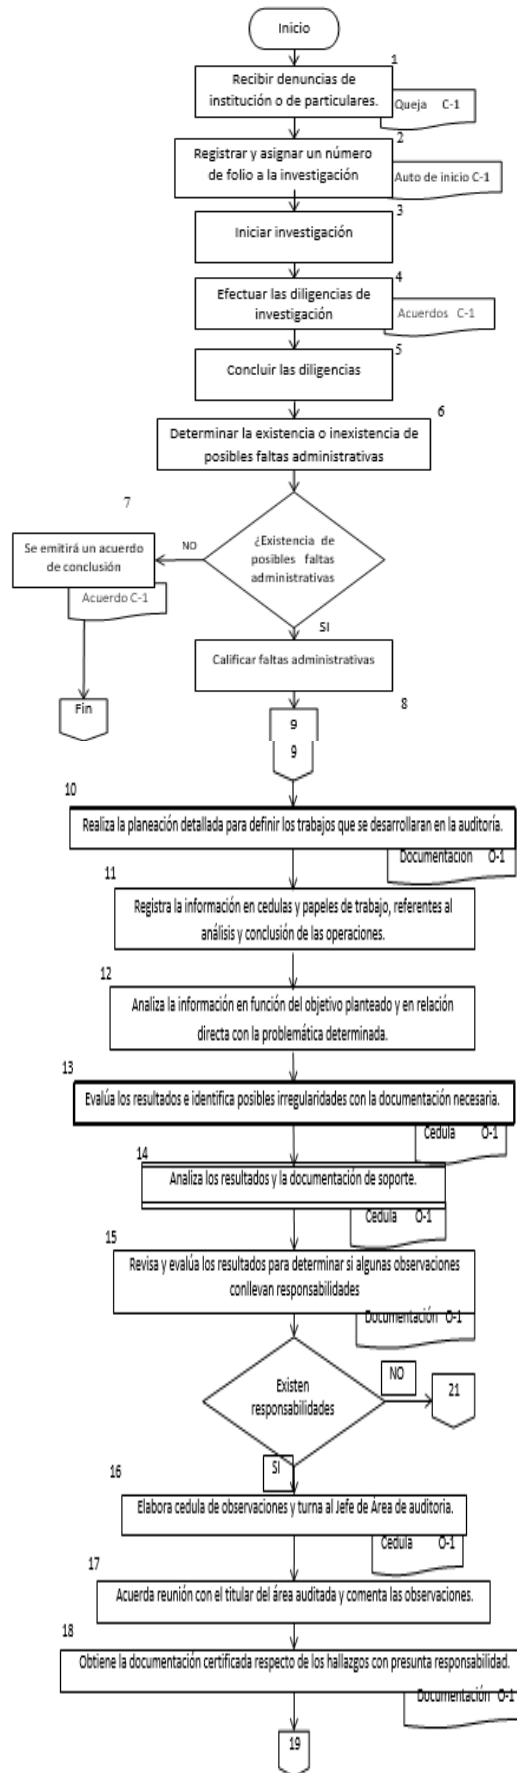 Inicio
1
Recibir denuncias de
institución o de particulares.
Queja C-1
2
Registrar y asignar un número
de folio a la investigación
Auto de inicio C-1
3
Iniciar investigación
4
Efectuar las diligencias de
investigación
Acuerdos C-1
5
Concluir las diligencias
6
Determinar la existencia o inexistencia de
posibles faltas administrativas
7
¿Existencia de
posibles faltas
administrativas
NO
Se emitirá un acuerdo
de conclusión
Acuerdo C-1
Fin
SI
Calificar faltas administrativas
8
9
9
10
Realiza la planeación detallada para definir los trabajos que se desarrollaran en la auditoría.
Documentación O-1
11
Registra la información en cedulas y papeles de trabajo, referentes al
análisis y conclusión de las operaciones.
12
Analiza la información en función del objetivo planteado y en relación
directa con la problemática determinada.
13
Evalúa los resultados e identifica posibles irregularidades con la documentación necesaria.
Cedula O-1
14
Analiza los resultados y la documentación de soporte.
Cedula O-1
15
Revisa y evalúa los resultados para determinar si algunas observaciones
conllevan responsabilidades
Documentación O-1
Existen
responsabilidades
NO
21
SI
16
Elabora cedula de observaciones y turna al Jefe de Área de auditoria.
Cedula O-1
17
Acuerda reunión con el titular del área auditada y comenta las observaciones.
18
Obtiene la documentación certificada respecto de los hallazgos con presunta responsabilidad.
Documentación O-1
19